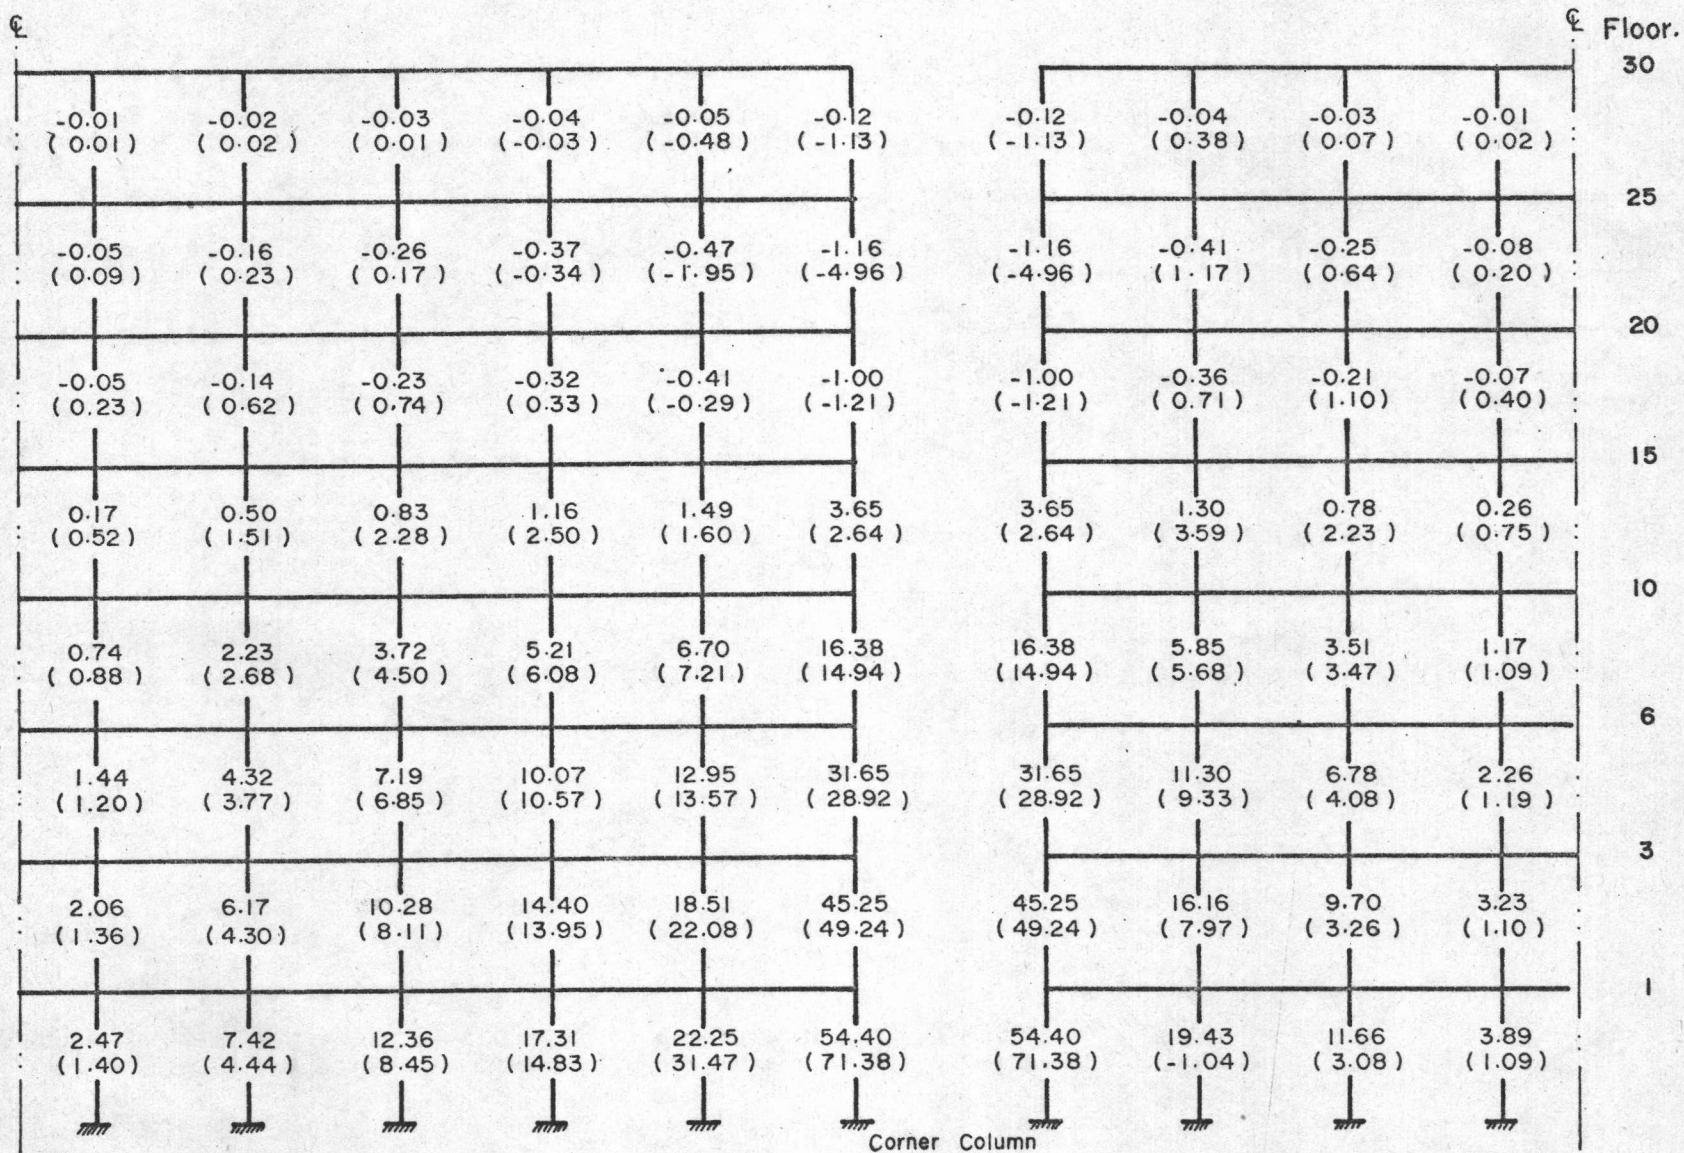 ℄ ℄ Floor.
30
-0.01 -0.02 -0.03 -0.04 -0.05 -0.12 -0.12 -0.04 -0.03 -0.01
(0.01) (0.02) (0.01) (-0.03) (-0.48) (-1.13) (-1.13) (0.38) (0.07) (0.02)
25
-0.05 -0.16 -0.26 -0.37 -0.47 -1.16 -1.16 -0.41 -0.25 -0.08
(0.09) (0.23) (0.17) (-0.34) (-1.95) (-4.96) (-4.96) (1.17) (0.64) (0.20)
20
-0.05 -0.14 -0.23 -0.32 -0.41 -1.00 -1.00 -0.36 -0.21 -0.07
(0.23) (0.62) (0.74) (0.33) (-0.29) (-1.21) (-1.21) (0.71) (1.10) (0.40)
15
0.17 0.50 0.83 1.16 1.49 3.65 3.65 1.30 0.78 0.26
(0.52) (1.51) (2.28) (2.50) (1.60) (2.64) (2.64) (3.59) (2.23) (0.75)
10
0.74 2.23 3.72 5.21 6.70 16.38 16.38 5.85 3.51 1.17
(0.88) (2.68) (4.50) (6.08) (7.21) (14.94) (14.94) (5.68) (3.47) (1.09)
6
1.44 4.32 7.19 10.07 12.95 31.65 31.65 11.30 6.78 2.26
(1.20) (3.77) (6.85) (10.57) (13.57) (28.92) (28.92) (9.33) (4.08) (1.19)
3
2.06 6.17 10.28 14.40 18.51 45.25 45.25 16.16 9.70 3.23
(1.36) (4.30) (8.11) (13.95) (22.08) (49.24) (49.24) (7.97) (3.26) (1.10)
1
2.47 7.42 12.36 17.31 22.25 54.40 54.40 19.43 11.66 3.89
(1.40) (4.44) (8.45) (14.83) (31.47) (71.38) (71.38) (-1.04) (3.08) (1.09)
Corner Column